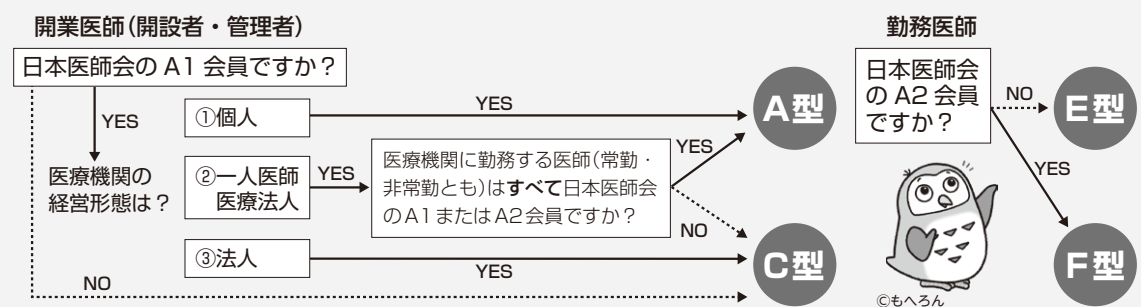 開業医師(開設者・管理者)
日本医師会の A1 会員ですか?
YES
医療機関の
経営形態は?
NO
①個人
YES
②一人医師
医療法人
YES
医療機関に勤務する医師(常勤・
非常勤とも)はすべて日本医師会
のA1またはA2会員ですか?
YES
NO
③法人
YES
A型
C型
勤務医師
日本医師会
の A2 会員
ですか?
NO
YES
E型
F型
©もへろん